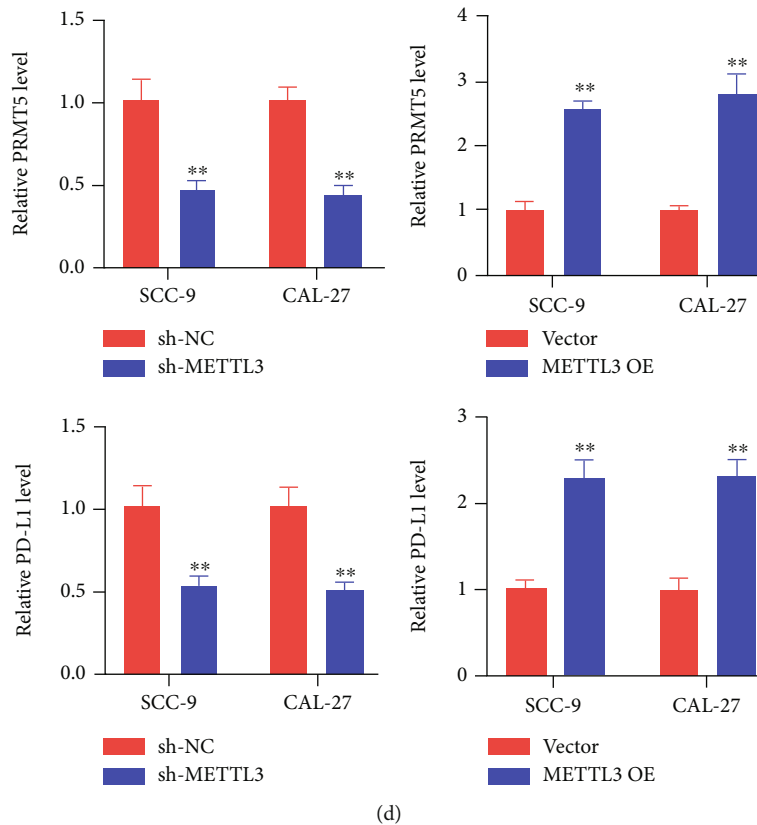 Relative PRMT5 level
1.5
1.0
0.5
0.0
**
**
SCC-9 CAL-27
sh-NC
sh-METTL3
Relative PRMT5 level
4
3
2
1
0
**
**
SCC-9 CAL-27
Vector
METTL3 OE
Relative PD-L1 level
1.5
1.0
0.5
0.0
**
**
SCC-9 CAL-27
sh-NC
sh-METTL3
Relative PD-L1 level
3
2
1
0
**
**
SCC-9 CAL-27
Vector
METTL3 OE
(d)